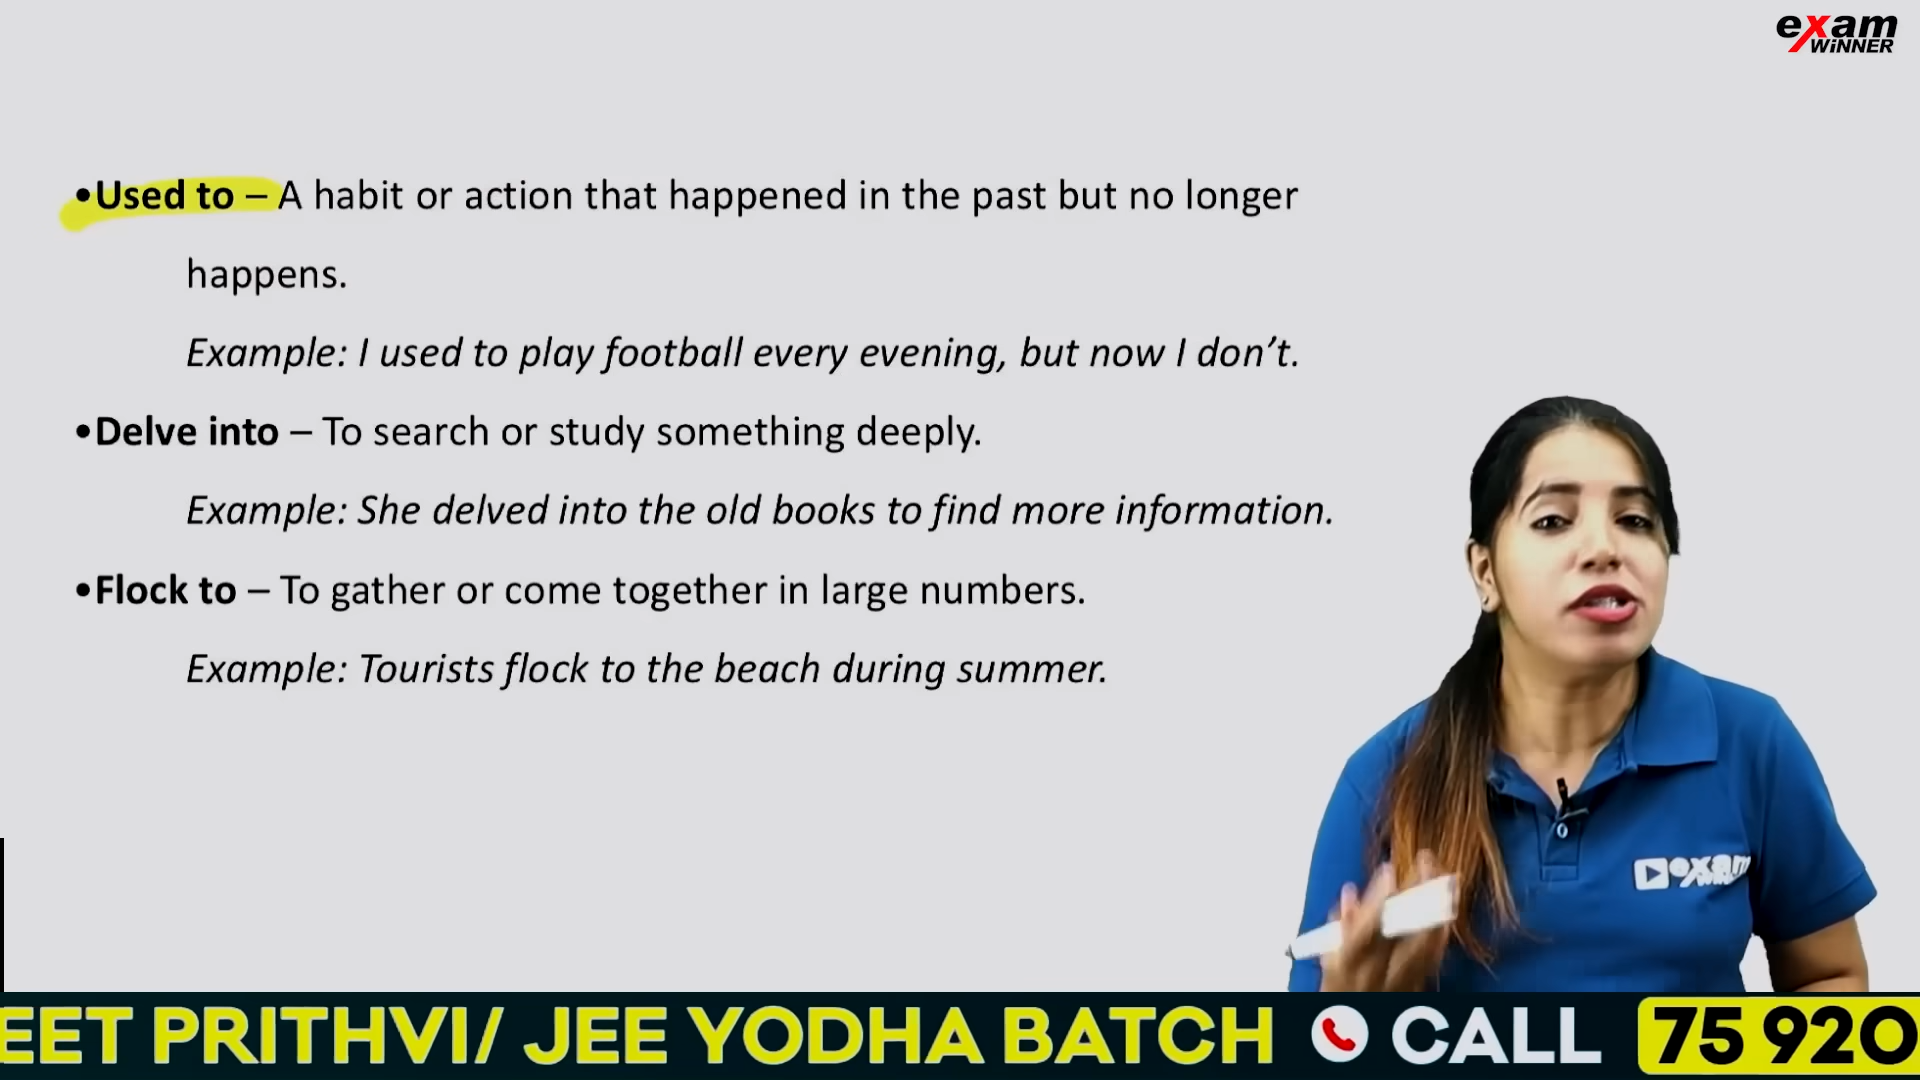 exam
WiNNER
•Used to – A habit or action that happened in the past but no longer
happens.
Example: I used to play football every evening, but now I don’t.
•Delve into – To search or study something deeply.
Example: She delved into the old books to find more information.
•Flock to – To gather or come together in large numbers.
Example: Tourists flock to the beach during summer.
exam
EET PRITHVI/ JEE YODHA BATCH CALL 75 920